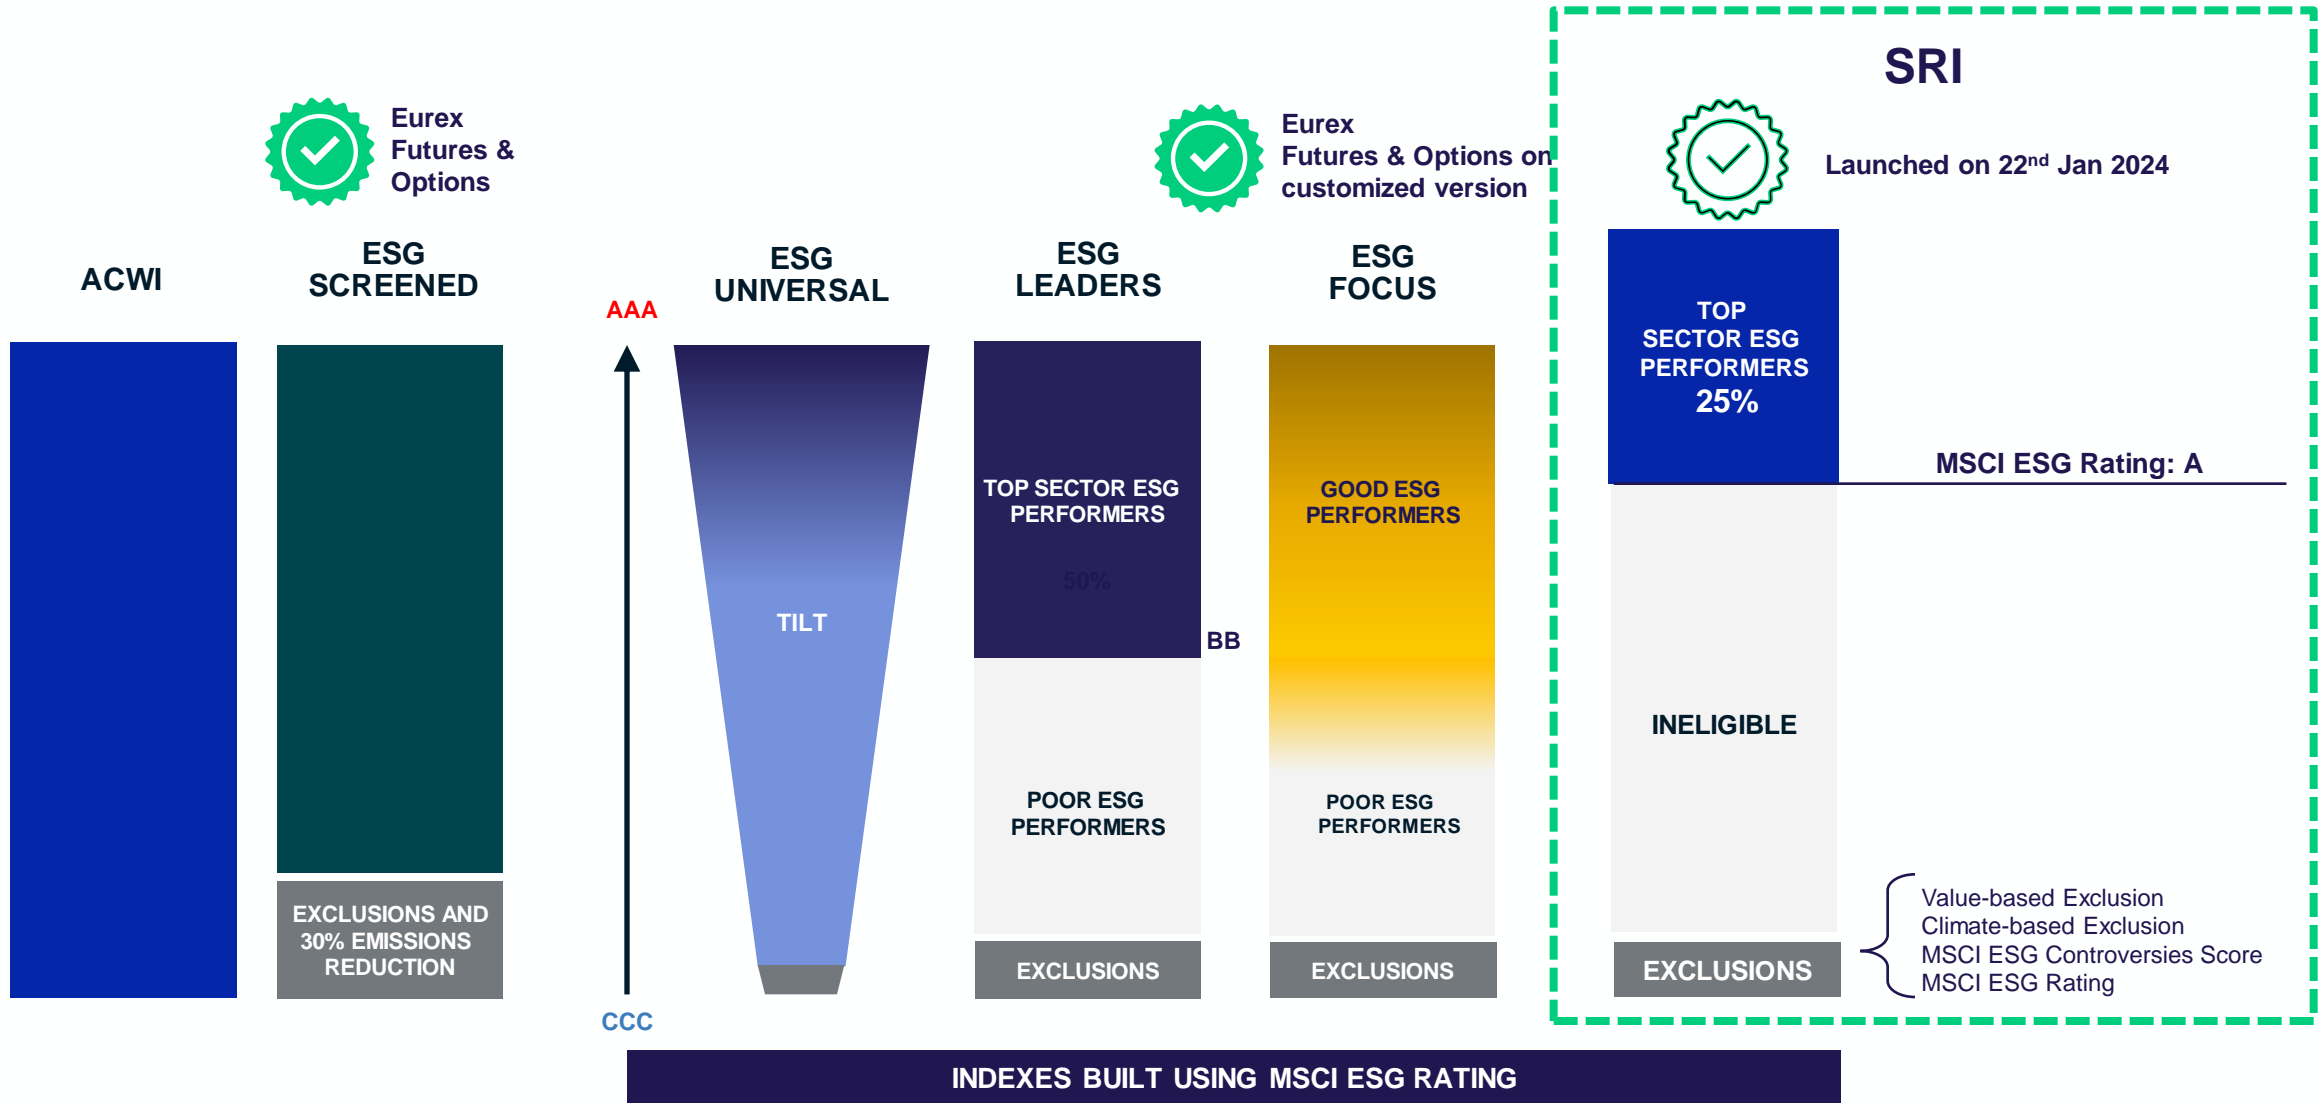 SRI
Eurex
Futures &
Options
Eurex
Futures & Options on
customized version
Launched on 22nd Jan 2024
ACWI
ESG
SCREENED
ESG
UNIVERSAL
ESG
LEADERS
ESG
FOCUS
AAA
TOP
SECTOR ESG
PERFORMERS
25%
MSCI ESG Rating: A
TOP SECTOR ESG
PERFORMERS
50%
GOOD ESG
PERFORMERS
TILT
BB
INELIGIBLE
POOR ESG
PERFORMERS
POOR ESG
PERFORMERS
EXCLUSIONS AND
30% EMISSIONS
REDUCTION
EXCLUSIONS
EXCLUSIONS
EXCLUSIONS
Value-based Exclusion
Climate-based Exclusion
MSCI ESG Controversies Score
MSCI ESG Rating
CCC
INDEXES BUILT USING MSCI ESG RATING